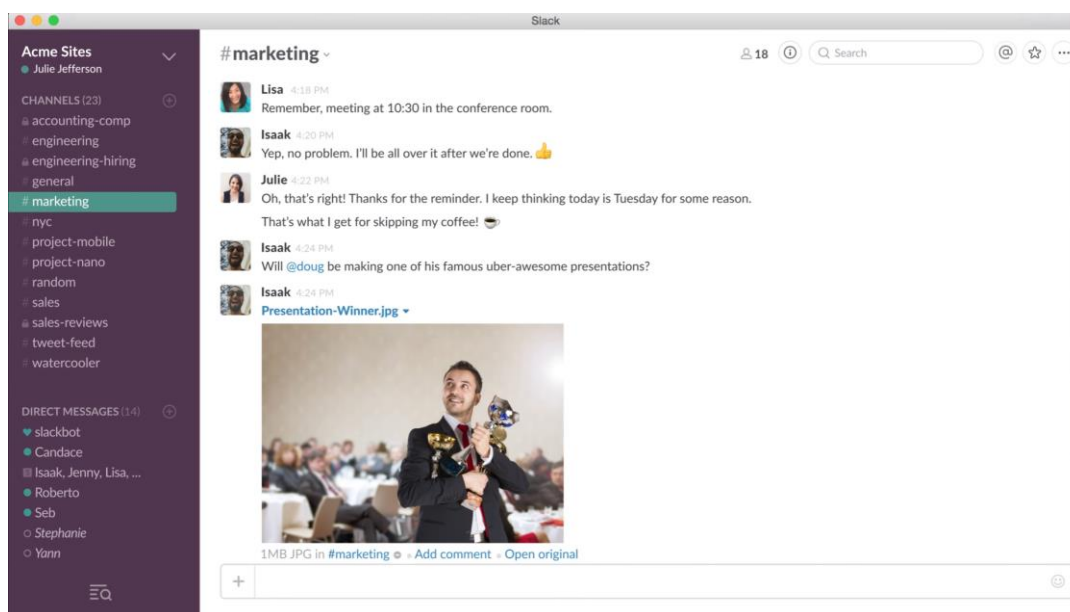 Slack
Acme Sites
Julie Jefferson
CHANNELS (23)
accounting-comp
# engineering
engineering-hiring
# general
# marketing
# nyc
# project-mobile
# project-nano
# random
# sales
sales-reviews
# tweet-feed
# watercooler
DIRECT MESSAGES (14)
slackbot
Candace
Isaak, Jenny, Lisa, ...
Roberto
Seb
Stephanie
Yann
#marketing
18
Search
Lisa 4:18 PM
Remember, meeting at 10:30 in the conference room.
Isaak 4:20 PM
Yep, no problem. I'll be all over it after we're done. 👍
Julie 4:22 PM
Oh, that's right! Thanks for the reminder. I keep thinking today is Tuesday for some reason.
That's what I get for skipping my coffee! ☕
Isaak 4:24 PM
Will @doug be making one of his famous uber-awesome presentations?
Isaak 4:24 PM
Presentation-Winner.jpg
1MB JPG in #marketing • Add comment • Open original